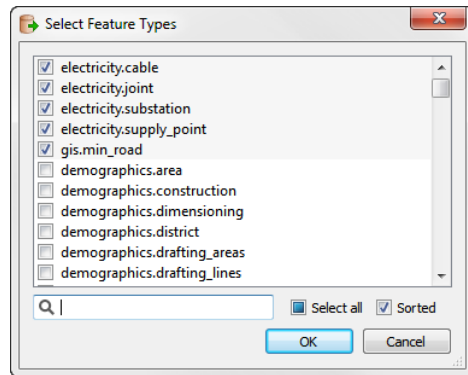 Select Feature Types
electricity.cable
electricity.joint
electricity.substation
electricity.supply_point
gis.min_road
demographics.area
demographics.construction
demographics.dimensioning
demographics.district
demographics.drafting_areas
demographics.drafting_lines
Select all Sorted
OK Cancel